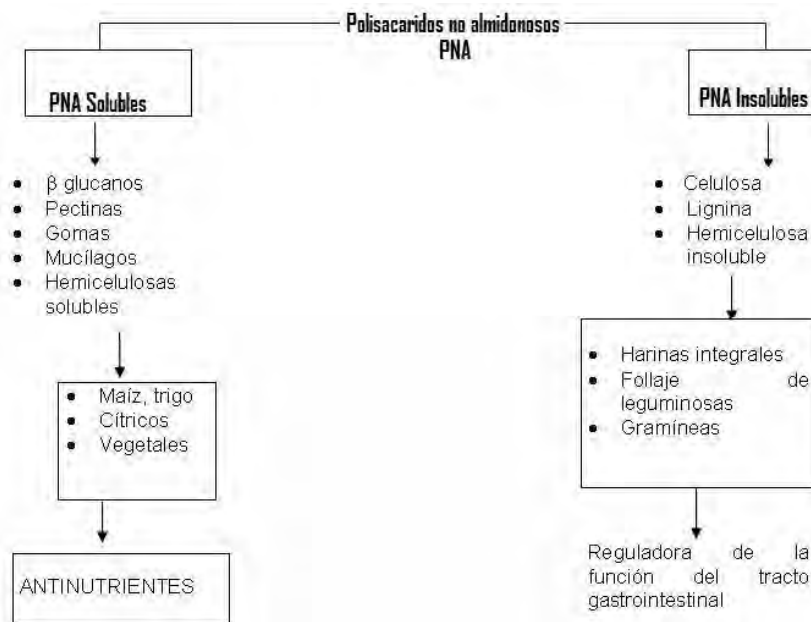 Polisacaridos no almidonosos
PNA
PNA Solubles
• β glucanos
• Pectinas
• Gomas
• Mucílagos
• Hemicelulosas
solubles
• Maíz, trigo
• Cítricos
• Vegetales
ANTINUTRIENTES
PNA Insolubles
• Celulosa
• Lignina
• Hemicelulosa
insoluble
• Harinas integrales
• Follaje de
leguminosas
• Gramíneas
Reguladora de la
función del tracto
gastrointestinal